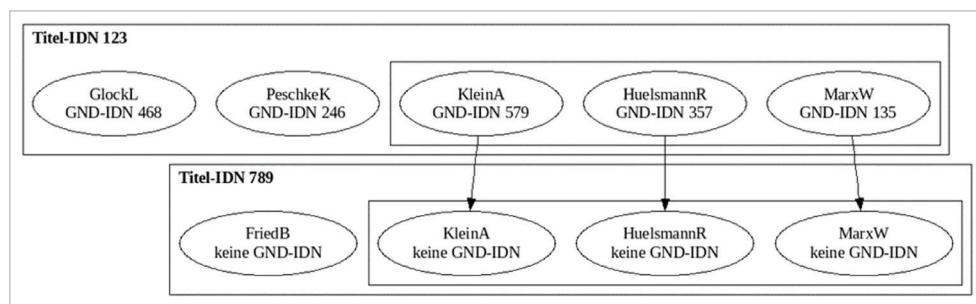 Titel-IDN 123
GlockL
GND-IDN 468
PeschkeK
GND-IDN 246
KleinA
GND-IDN 579
HuelsmannR
GND-IDN 357
MarxW
GND-IDN 135
Titel-IDN 789
FriedB
keine GND-IDN
KleinA
keine GND-IDN
HuelsmannR
keine GND-IDN
MarxW
keine GND-IDN